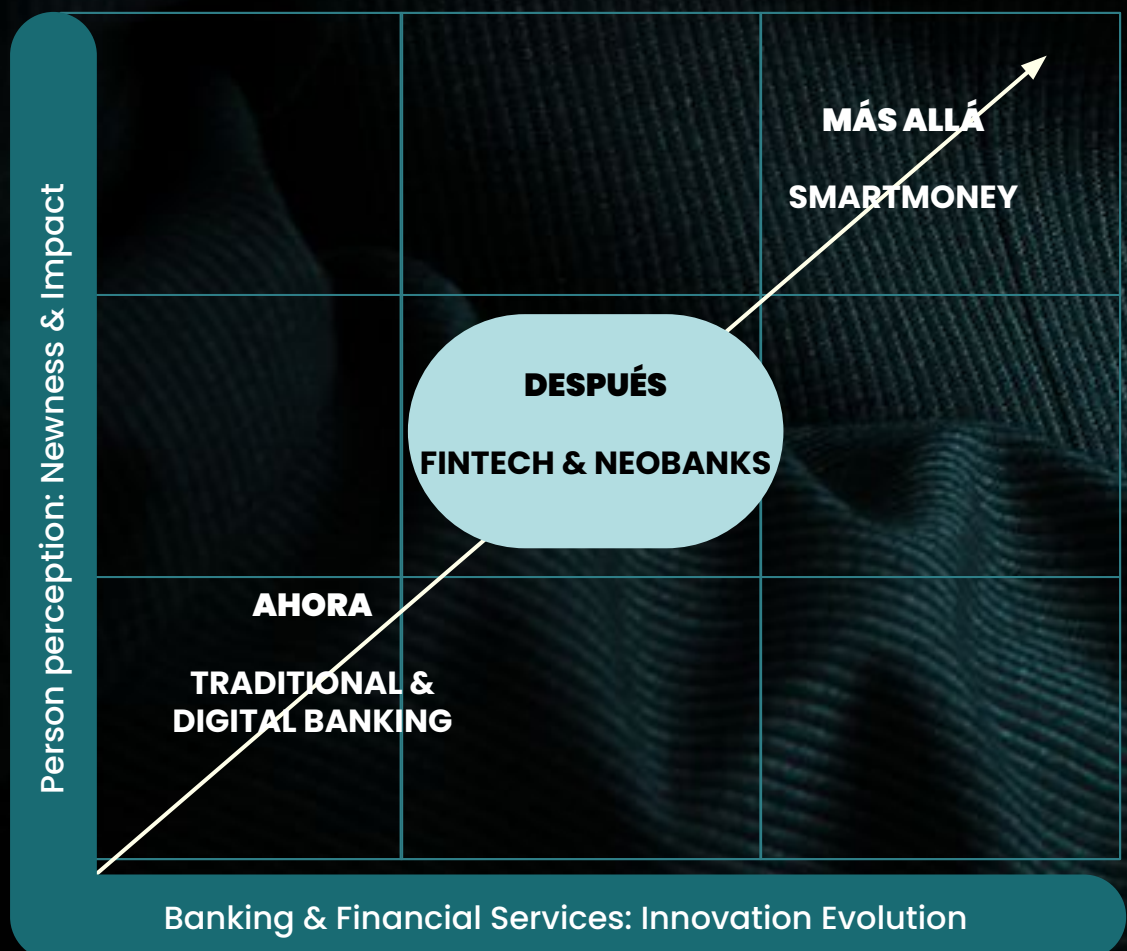 MÁS ALLÁ
SMARTMONEY
Person perception: Newness & Impact
DESPUÉS
FINTECH & NEOBANKS
AHORA
TRADITIONAL &
DIGITAL BANKING
Banking & Financial Services: Innovation Evolution